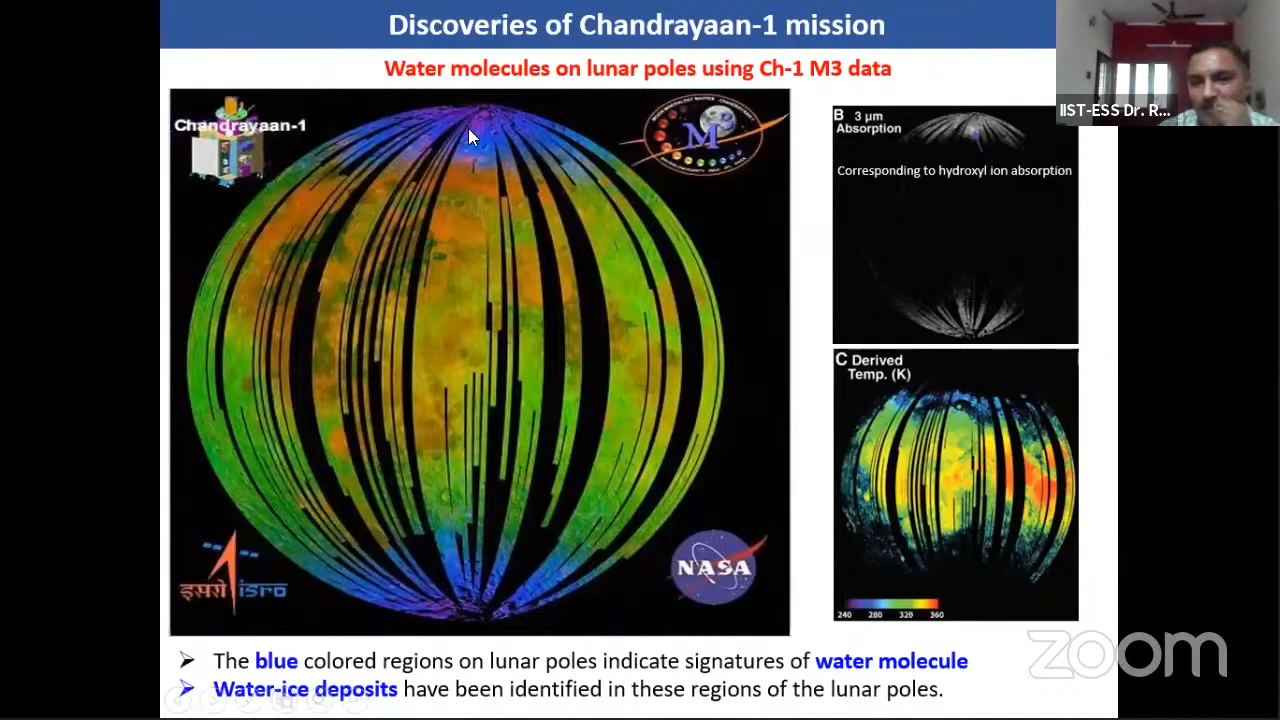 Discoveries of Chandrayaan-1 mission
Water molecules on lunar poles using Ch-1 M3 data
IIST-ESS Dr. R...
Chandrayaan-1
M
B 3 μm
Absorption
Corresponding to hydroxyl ion absorption
C Derived
Temp. (K)
240 280 320 360
इसरो isro
NASA
zoom
The blue colored regions on lunar poles indicate signatures of water molecule
Water-ice deposits have been identified in these regions of the lunar poles.